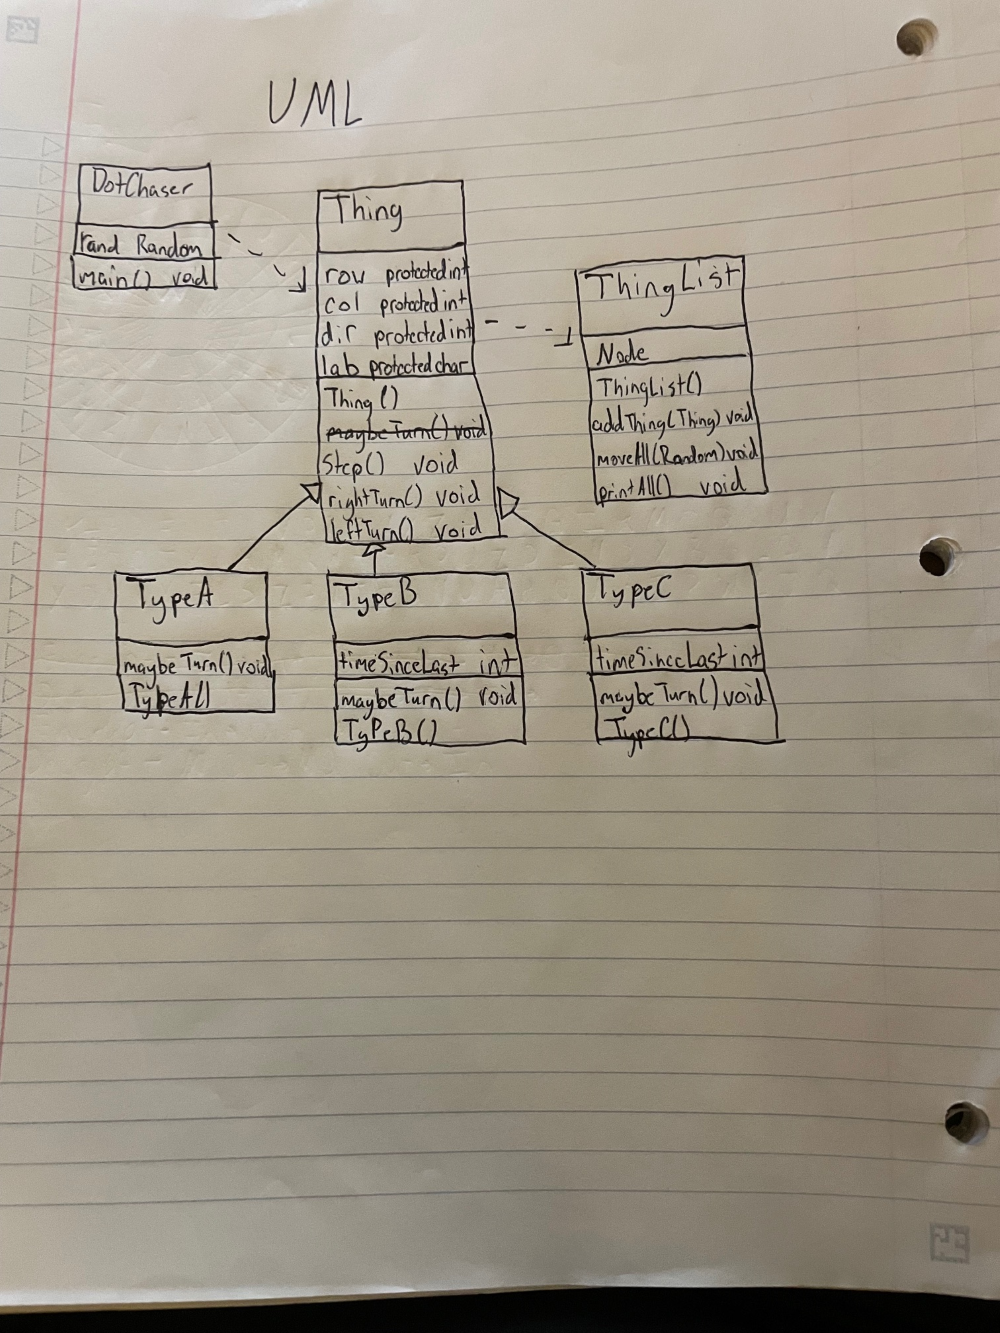 UML
DotChaser
rand Random
main() void
Thing
row protected int
col protected int
dir protected int
lab protected char
Thing()
maybeTurn() void
Step() void
rightTurn() void
leftTurn() void
ThingList
Node
ThingList()
addThing(Thing) void
moveAll(Random) void
printAll() void
TypeA
maybeTurn() void
TypeA()
TypeB
timeSinceLast int
maybeTurn() void
TyPeB()
TypeC
timeSinceLast int
maybeTurn() void
TypeC()